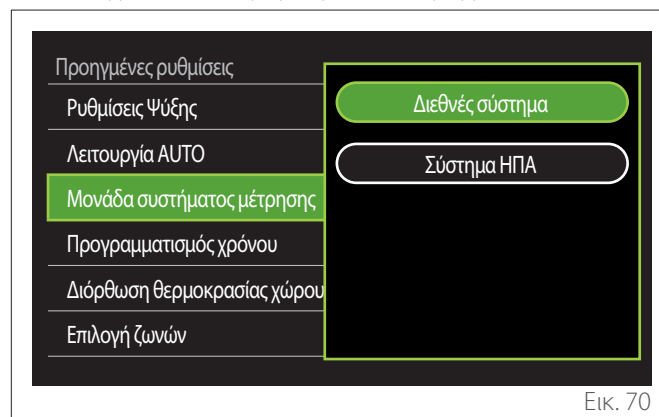 Προηγμένες ρυθμίσεις
Ρυθμίσεις Ψύξης
Λειτουργία AUTO
Μονάδα συστήματος μέτρησης
Προγραμματισμός χρόνου
Διόρθωση θερμοκρασίας χώρου
Επιλογή ζωνών
Διεθνές σύστημα
Σύστημα ΗΠΑ
Εικ. 70